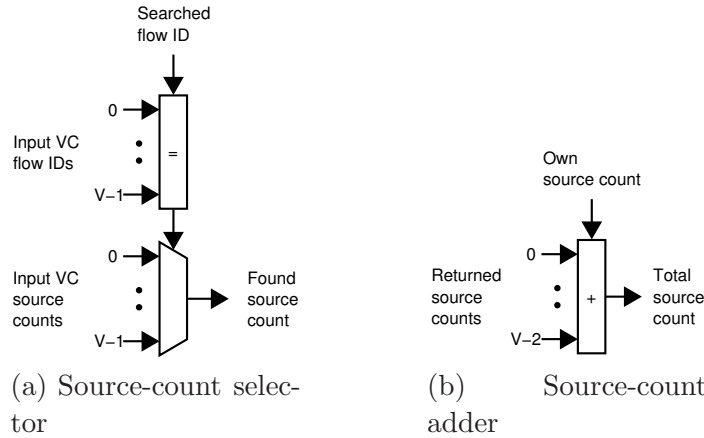 Searched
flow ID
0
Input VC
flow IDs
=
V−1
0
Input VC
source
counts
Found
source
count
V−1
(a) Source-count selec-
tor
Own
source count
0
Returned
source
counts
+
Total
source
count
V−2
(b) Source-count
adder